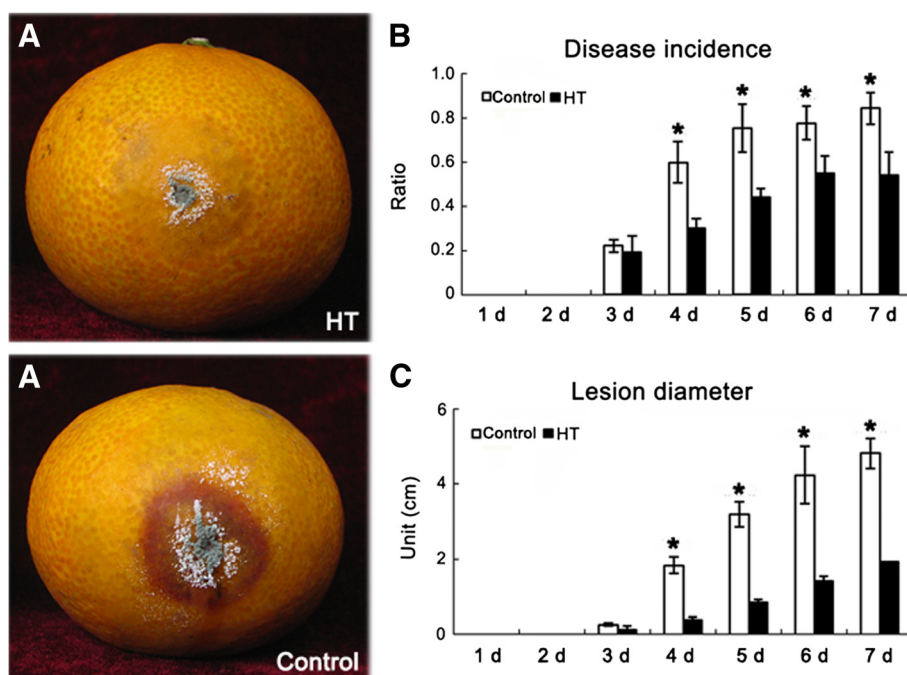 A
HT
A
Control
B
Disease incidence
Control HT
Ratio
1.0
0.8
0.6
0.4
0.2
0
* * * *
1 d 2 d 3 d 4 d 5 d 6 d 7 d
C
Lesion diameter
Control HT
Unit (cm)
6
4
2
0
* * * *
1 d 2 d 3 d 4 d 5 d 6 d 7 d